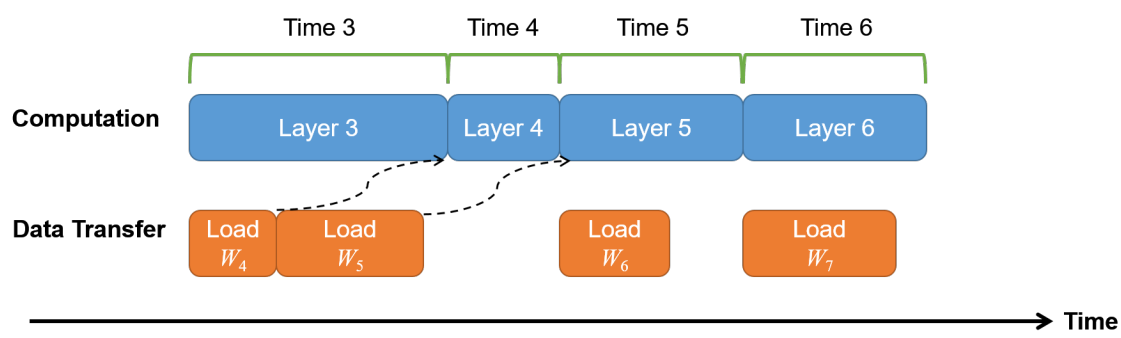 Time 3 Time 4 Time 5 Time 6
Computation Layer 3 Layer 4 Layer 5 Layer 6
Data Transfer
Load W₄
Load W₅
Load W₆
Load W₇
Time